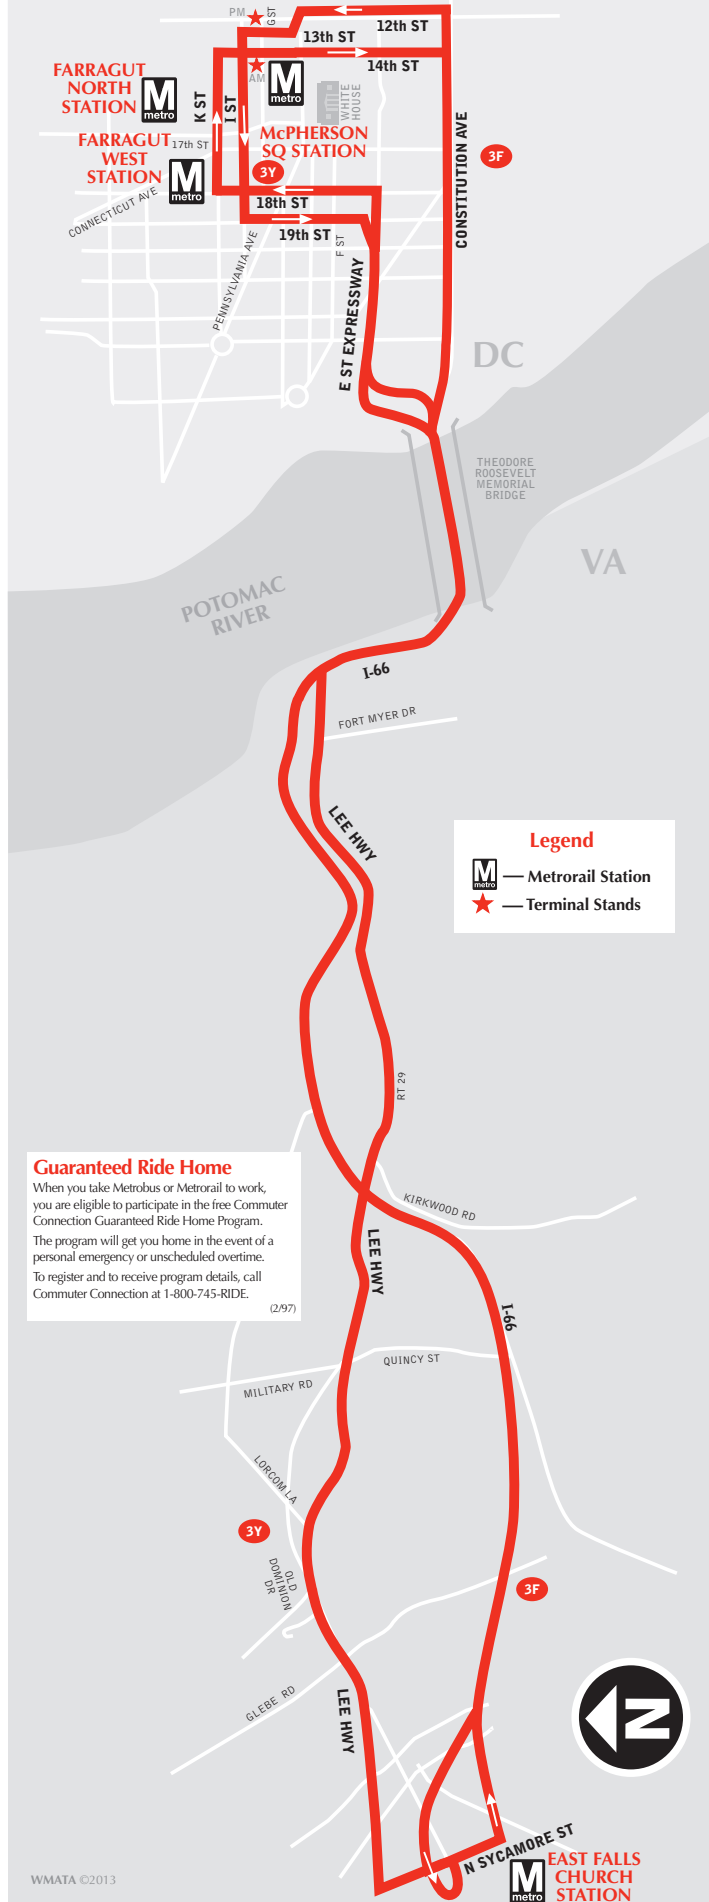 PM
G ST
12th ST
13th ST
14th ST
AM
FARRAGUT
NORTH
STATION
M
metro
M
metro
K ST
I ST
WHITE
HOUSE
McPHERSON
SQ STATION
FARRAGUT
WEST
STATION
17th ST
M
metro
3Y
3F
CONSTITUTION AVE
CONNECTICUT AVE
18th ST
19th ST
F ST
PENNSYLVANIA AVE
E ST EXPRESSWAY
DC
THEODORE
ROOSEVELT
MEMORIAL
BRIDGE
VA
POTOMAC
RIVER
I-66
FORT MYER DR
LEE HWY
Legend
M
metro
— Metrorail Station
— Terminal Stands
RT 29
Guaranteed Ride Home
When you take Metrobus or Metrorail to work,
you are eligible to participate in the free Commuter
Connection Guaranteed Ride Home Program.
The program will get you home in the event of a
personal emergency or unscheduled overtime.
To register and to receive program details, call
Commuter Connection at 1-800-745-RIDE.
(2/97)
KIRKWOOD RD
LEE HWY
I-66
QUINCY ST
MILITARY RD
LORCOM LA
3Y
OLD
DOMINION
DR
3F
GLEBE RD
LEE HWY
N
N SYCAMORE ST
M
metro
EAST FALLS
CHURCH
STATION
WMATA ©2013